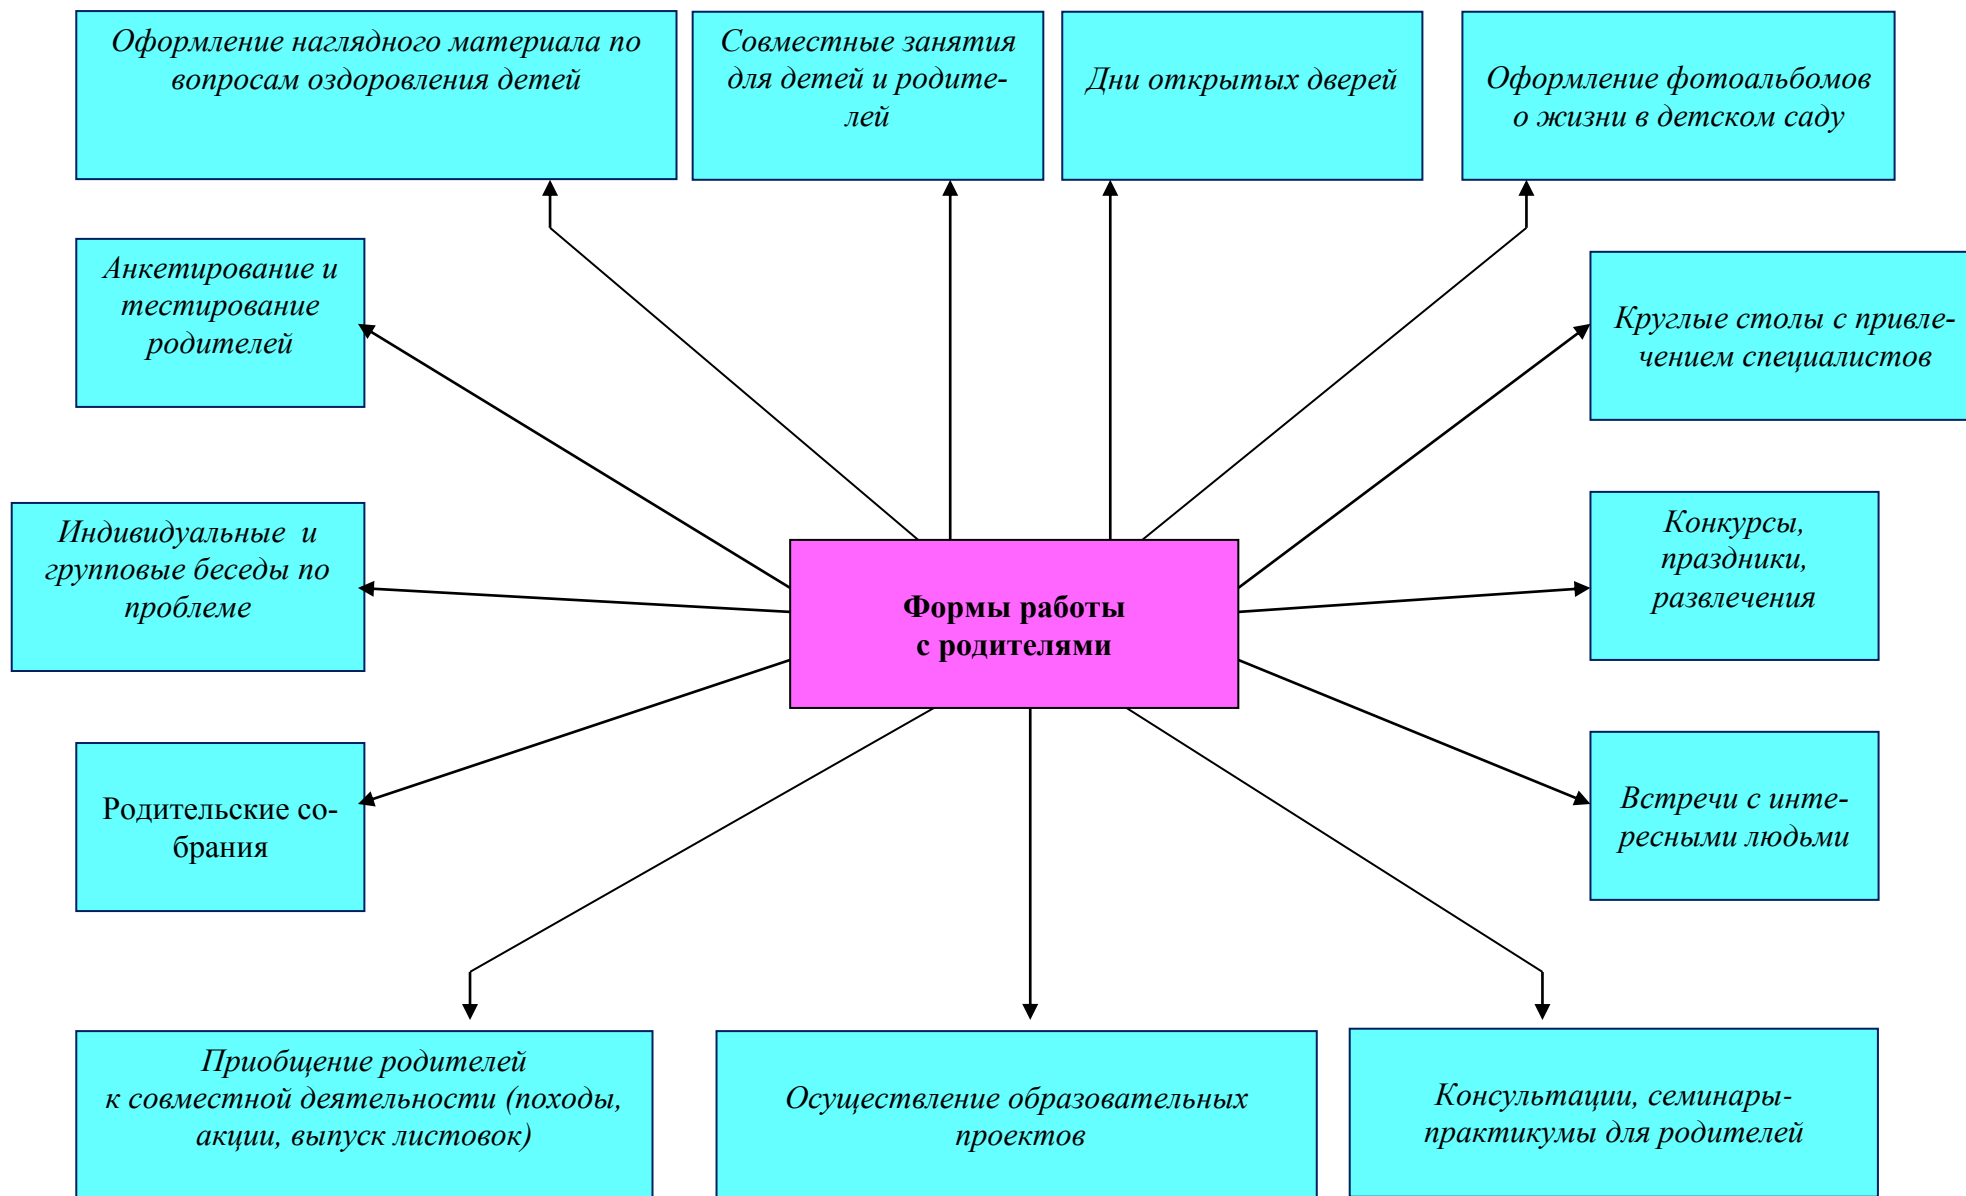 Оформление наглядного материала по
вопросам оздоровления детей
Совместные занятия
для детей и родите-
лей
Дни открытых дверей
Оформление фотоальбомов
о жизни в детском саду
Анкетирование и
тестирование
родителей
Круглые столы с привле-
чением специалистов
Индивидуальные  и
групповые беседы по
проблеме
Формы работы
с родителями
Конкурсы,
праздники,
развлечения
Родительские со-
брания
Встречи с инте-
ресными людьми
Приобщение родителей
к совместной деятельности (походы,
акции, выпуск листовок)
Осуществление образовательных
проектов
Консультации, семинары-
практикумы для родителей